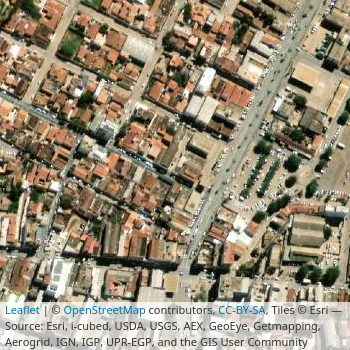 Leaflet | © OpenStreetMap contributors, CC-BY-SA, Tiles © Esri —
Source: Esri, i-cubed, USDA, USGS, AEX, GeoEye, Getmapping,
Aerogrid, IGN, IGP, UPR-EGP, and the GIS User Community